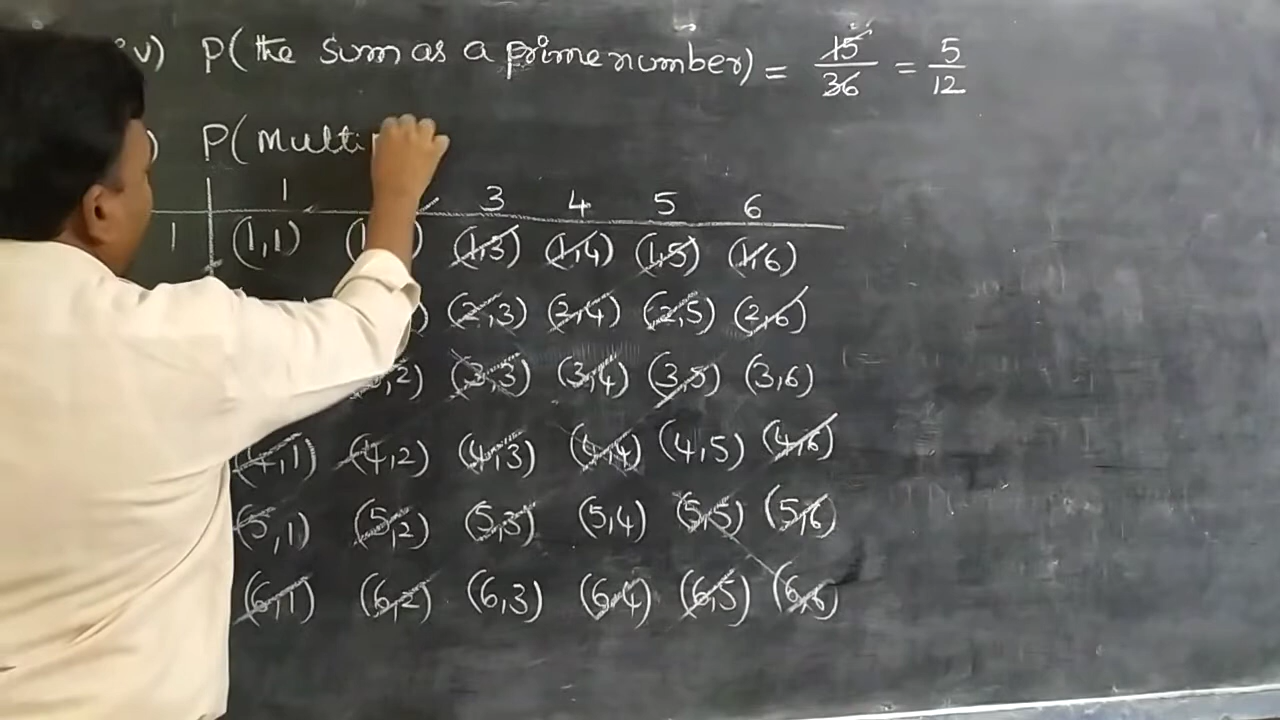 v) P(the sum as a prime number) = 15/36 = 5/12
) P(Multi
1 3 4 5 6
1 (1,1) (1,3) (1,4) (1,5) (1,6)
(2,3) (2,4) (2,5) (2,6)
,2) (3,3) (3,4) (3,5) (3,6)
(4,1) (4,2) (4,3) (4,4) (4,5) (4,6)
(5,1) (5,2) (5,3) (5,4) (5,5) (5,6)
(6,1) (6,2) (6,3) (6,4) (6,5) (6,6)